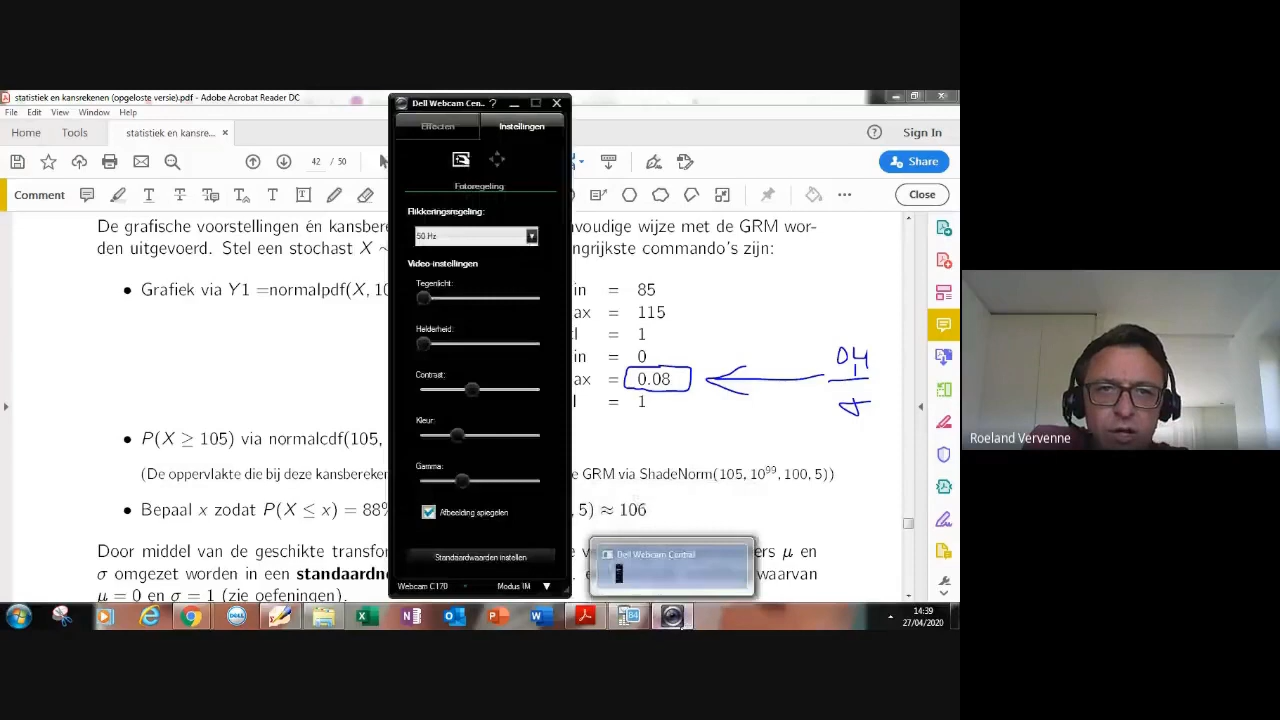 statistiek en kansrekenen (opgeloste versie).pdf - Adobe Acrobat Reader DC
File Edit View Window Help
Home Tools statistiek en kansre... × Sign In
42 / 50
Share
Comment
Close
De grafische voorstellingen én kansbere
nvoudige wijze met de GRM wor-
den uitgevoerd. Stel een stochast X ∼
ngrijkste commando's zijn:
• Grafiek via Y1 =normalpdf(X, 10
in = 85
ax = 115
l = 1
in = 0
ax = 0.08
l = 1
04
σ
• P(X ≥ 105) via normalcdf(105,
(De oppervlakte die bij deze kansbereken
e GRM via ShadeNorm(105, 10^99, 100, 5))
• Bepaal x zodat P(X ≤ x) = 88%
, 5) ≈ 106
Door middel van de geschikte transfor
ers μ en
σ omgezet worden in een standaardn
waarvan
μ = 0 en σ = 1 (zie oefeningen).
Dell Webcam Cen.. ?
Effecten Instellingen
Fotoregeling
Flikkeringsregeling:
50 Hz
Video-instellingen
Tegenlicht:
Helderheid:
Contrast:
Kleur:
Gamma:
Afbeelding spiegelen
Standaardwaarden instellen
Webcam C170 Modus 1M
Dell Webcam Central
14:39
27/04/2020
Roeland Vervenne